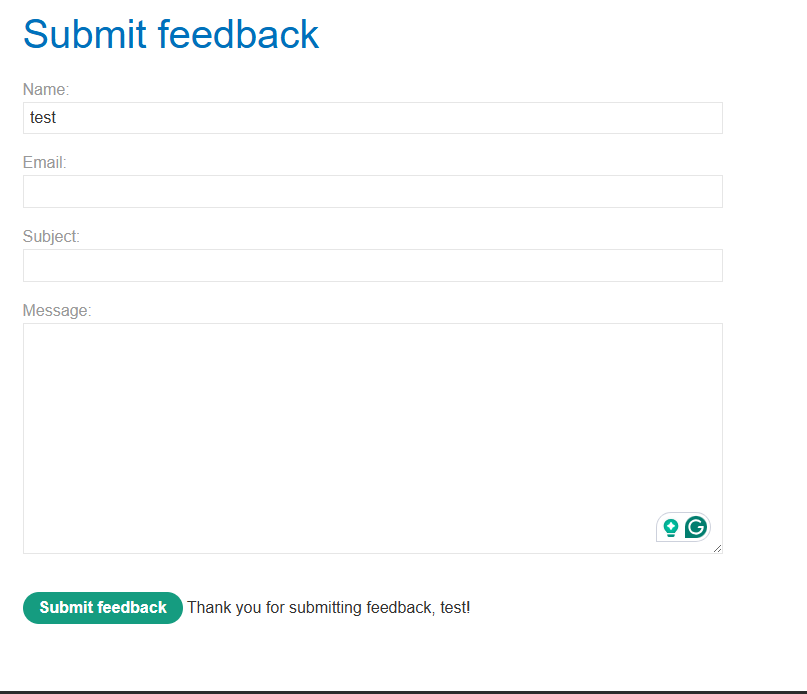 Submit feedback
Name:
test
Email:
Subject:
Message:
Submit feedback Thank you for submitting feedback, test!